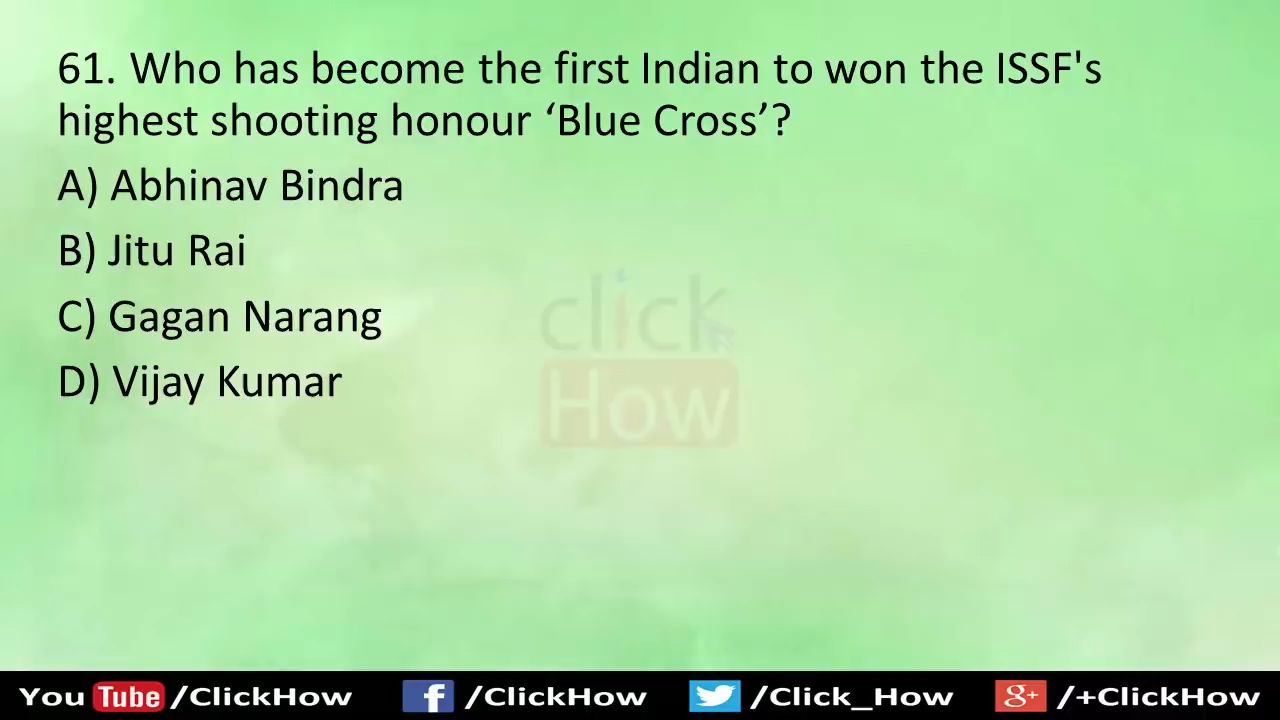 61. Who has become the first Indian to won the ISSF's
highest shooting honour ‘Blue Cross’?
A) Abhinav Bindra
B) Jitu Rai
C) Gagan Narang
D) Vijay Kumar
click
How
You Tube /ClickHow f /ClickHow /Click_How g+ /+ClickHow